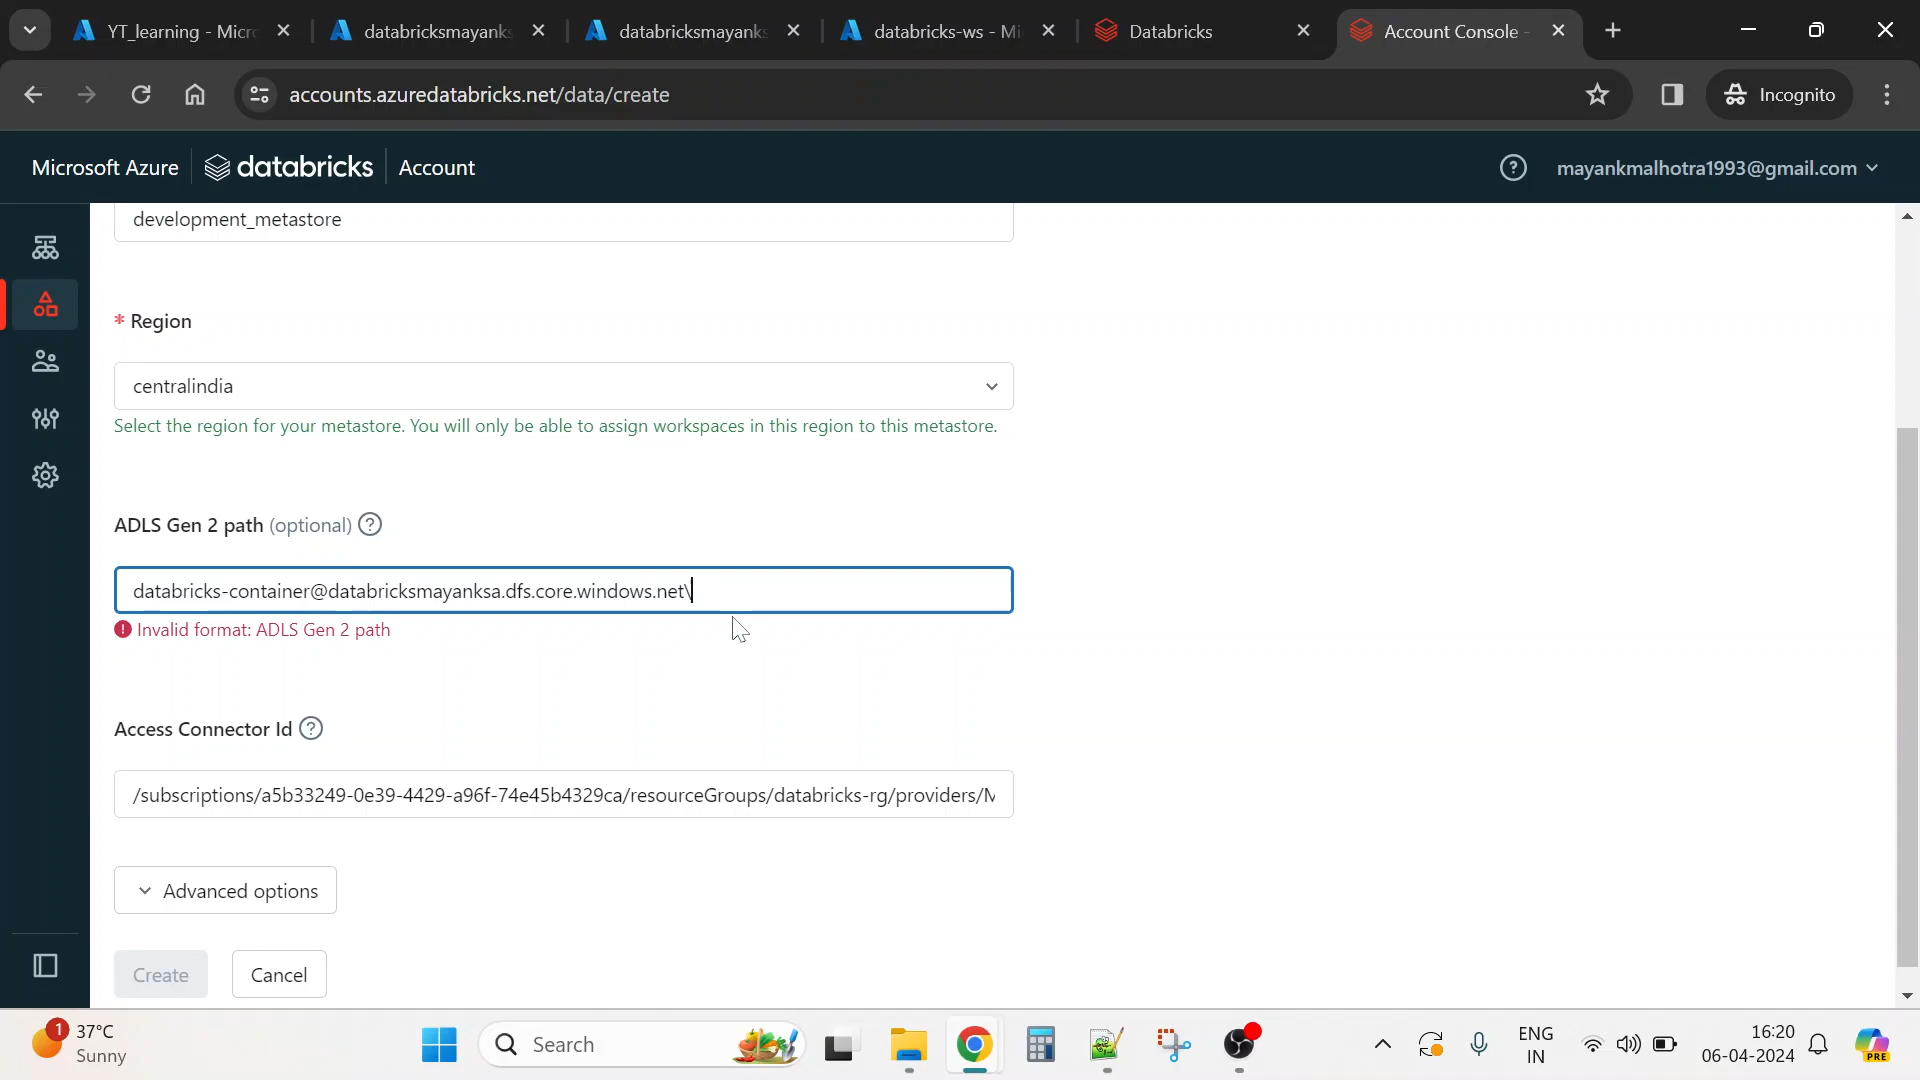 YT_learning - Micr
databricksmayanks
databricksmayanks
databricks-ws - Mi
Databricks
Account Console -
accounts.azuredatabricks.net/data/create
Incognito
Microsoft Azure
databricks
Account
mayankmalhotra1993@gmail.com
development_metastore
* Region
centralindia
Select the region for your metastore. You will only be able to assign workspaces in this region to this metastore.
ADLS Gen 2 path (optional)
databricks-container@databricksmayanksa.dfs.core.windows.net\
Invalid format: ADLS Gen 2 path
Access Connector Id
/subscriptions/a5b33249-0e39-4429-a96f-74e45b4329ca/resourceGroups/databricks-rg/providers/M
Advanced options
Create
Cancel
1
37°C
Sunny
Search
ENG
IN
16:20
06-04-2024
PRE